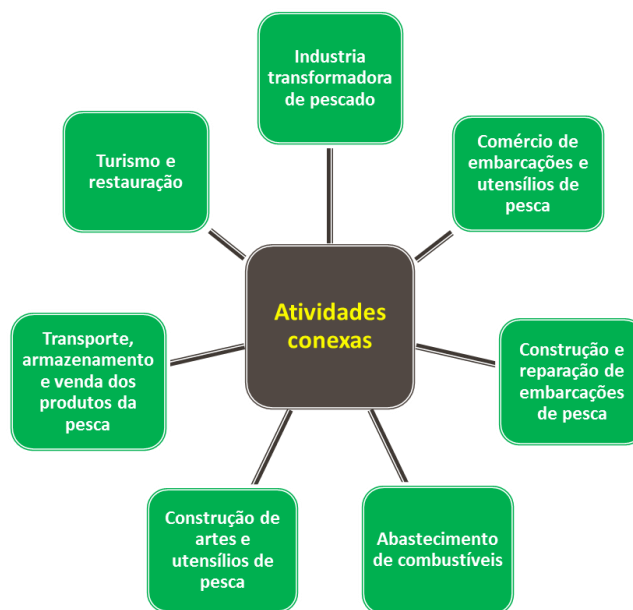 Industria
transformadora
de pescado
Comércio de
embarcações e
utensílios de
pesca
Turismo e
restauração
Atividades
conexas
Transporte,
armazenamento
e venda dos
produtos da
pesca
Construção e
reparação de
embarcações
de pesca
Construção de
artes e
utensílios de
pesca
Abastecimento
de combustíveis